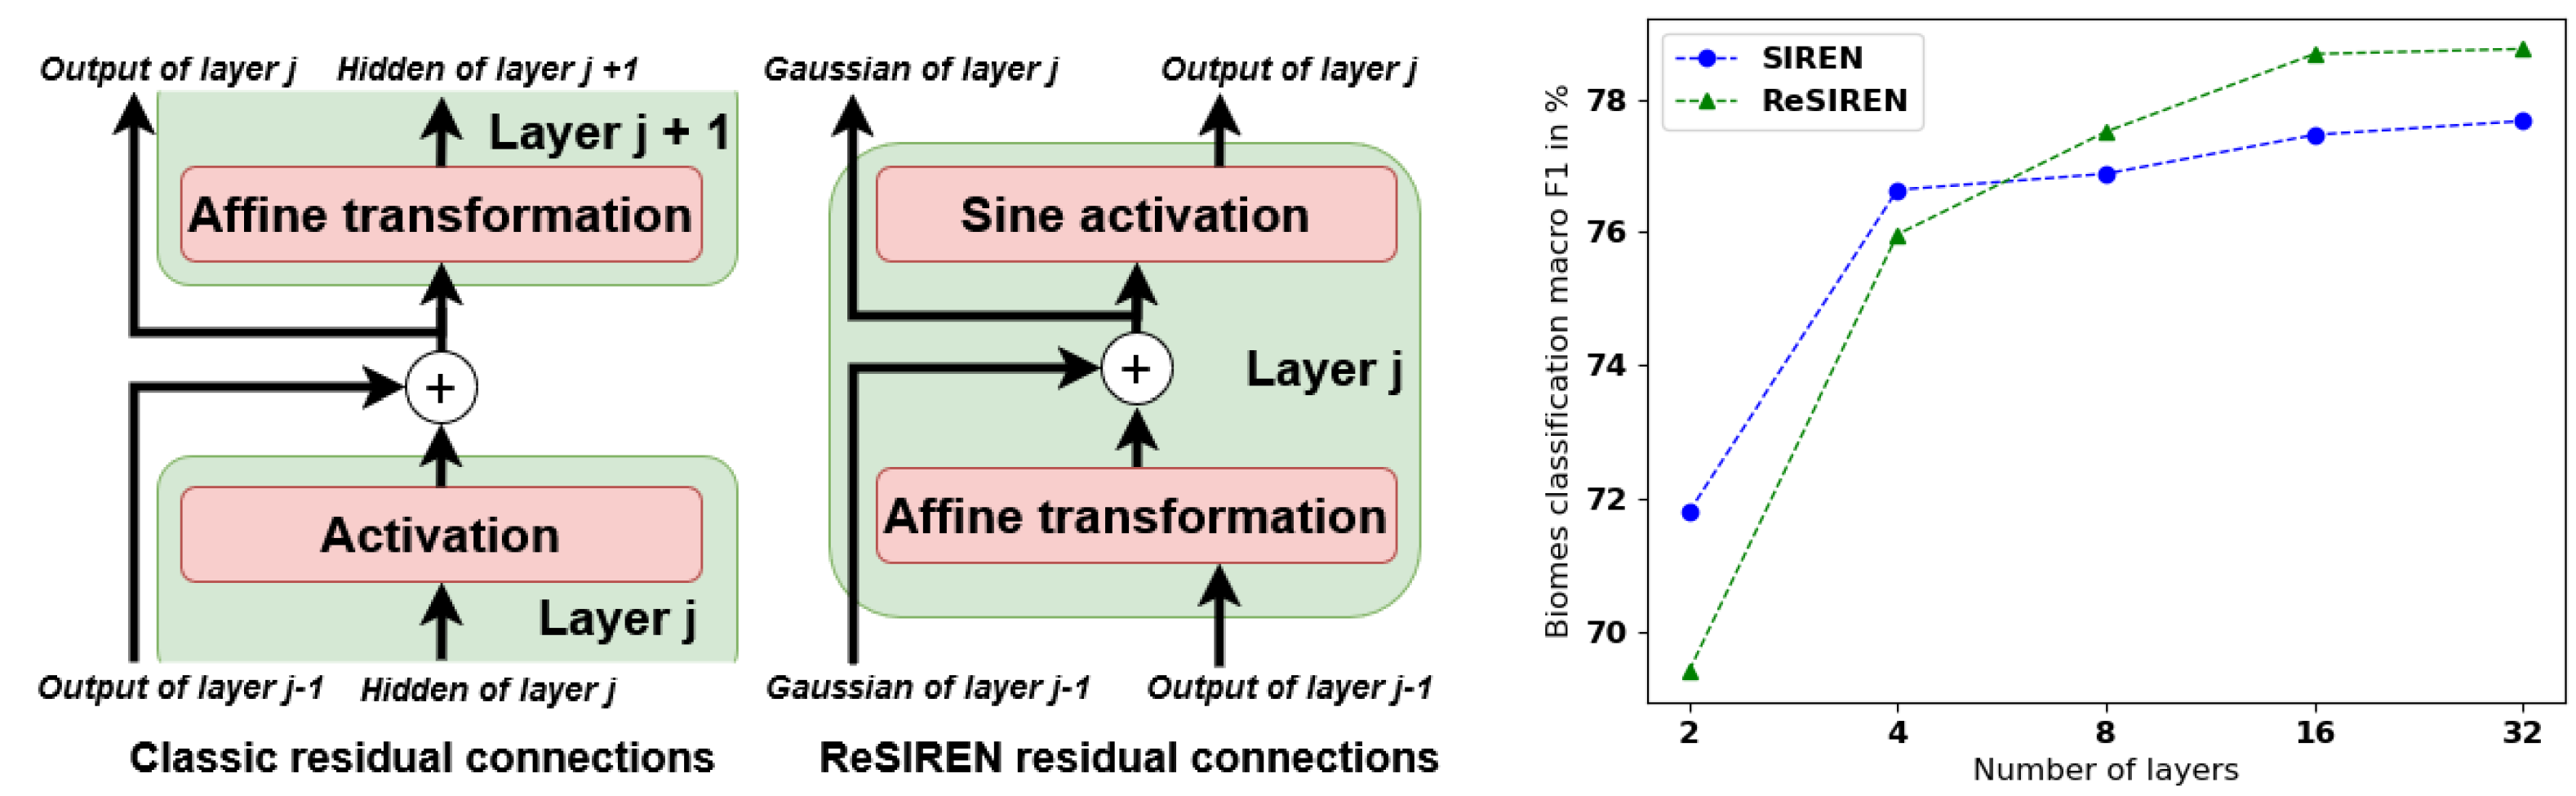 Output of layer j
Hidden of layer j +1
Layer j + 1
Affine transformation
+
Activation
Layer j
Output of layer j-1
Hidden of layer j
Classic residual connections
Gaussian of layer j
Output of layer j
Sine activation
+
Layer j
Affine transformation
Gaussian of layer j-1
Output of layer j-1
ReSIREN residual connections
SIREN
ReSIREN
Biomes classification macro F1 in %
78
76
74
72
70
2 4 8 16 32
Number of layers